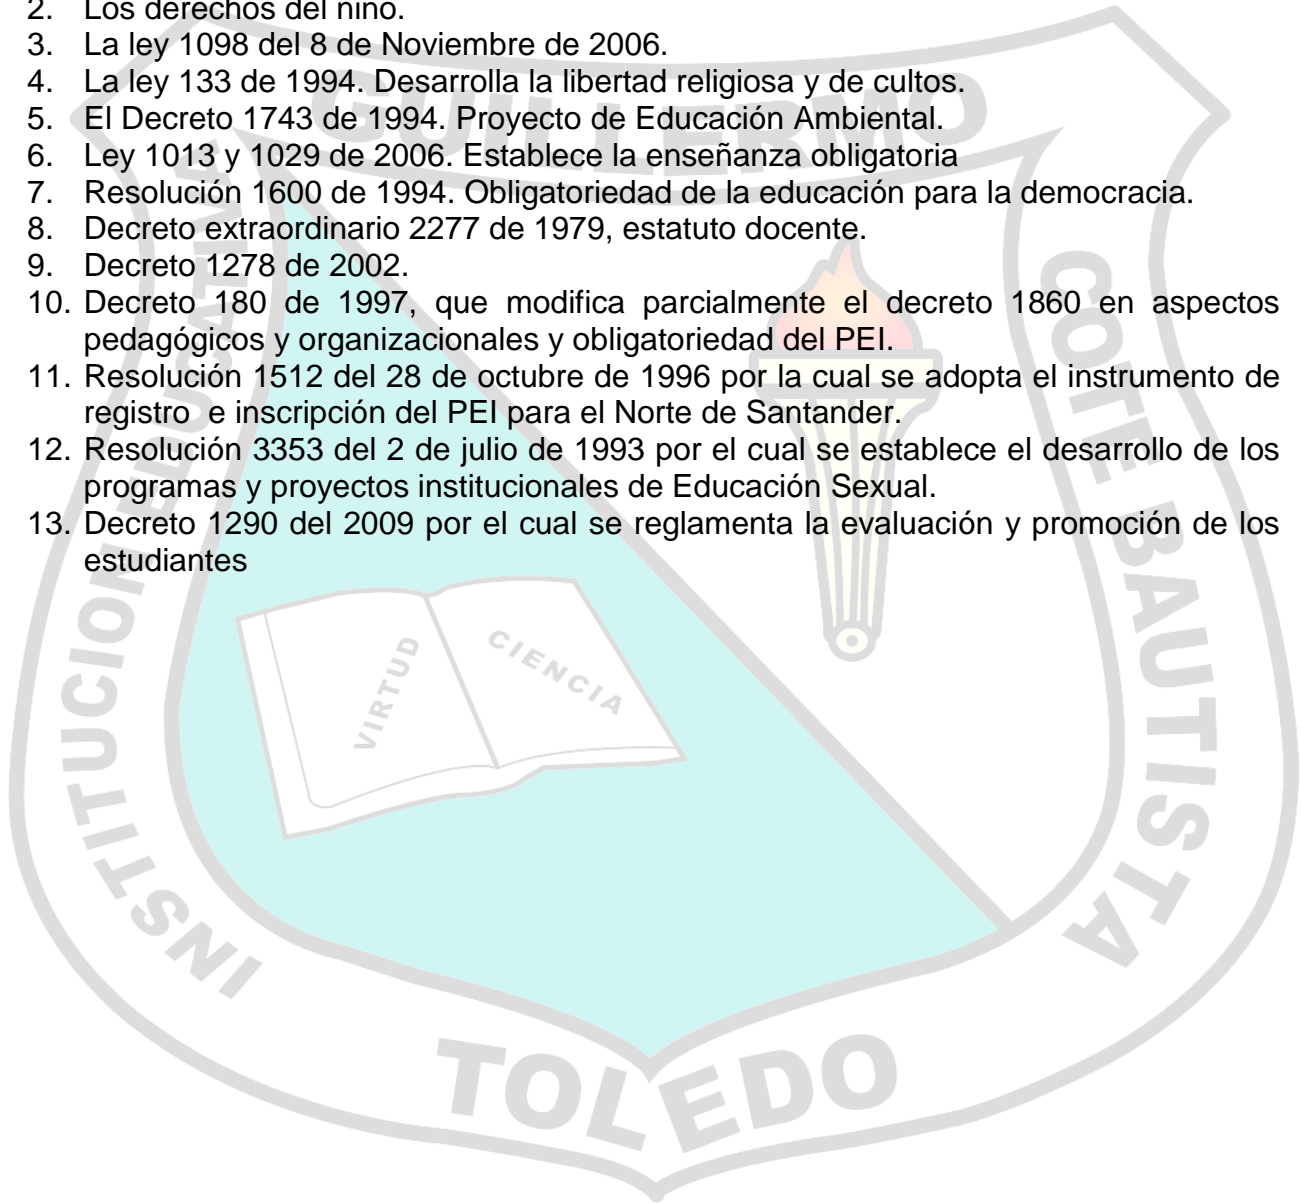 2. Los derechos del niño.
3. La ley 1098 del 8 de Noviembre de 2006.
4. La ley 133 de 1994. Desarrolla la libertad religiosa y de cultos.
5. El Decreto 1743 de 1994. Proyecto de Educación Ambiental.
6. Ley 1013 y 1029 de 2006. Establece la enseñanza obligatoria
7. Resolución 1600 de 1994. Obligatoriedad de la educación para la democracia.
8. Decreto extraordinario 2277 de 1979, estatuto docente.
9. Decreto 1278 de 2002.
10. Decreto 180 de 1997, que modifica parcialmente el decreto 1860 en aspectos
pedagógicos y organizacionales y obligatoriedad del PEI.
11. Resolución 1512 del 28 de octubre de 1996 por la cual se adopta el instrumento de
registro e inscripción del PEI para el Norte de Santander.
12. Resolución 3353 del 2 de julio de 1993 por el cual se establece el desarrollo de los
programas y proyectos institucionales de Educación Sexual.
13. Decreto 1290 del 2009 por el cual se reglamenta la evaluación y promoción de los
estudiantes
INSTITUCION EDUCATIVA
GUILLERMO
COTE BAUTISTA
VIRTUD
CIENCIA
TOLEDO